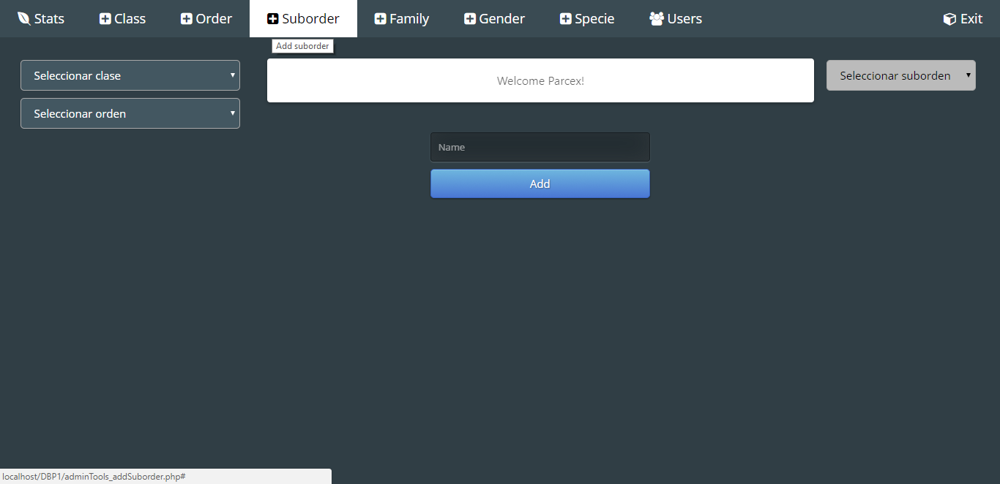 Stats Class Order Suborder Family Gender Specie Users Exit
Add suborder
Seleccionar clase
Welcome Parcex!
Seleccionar suborden
Seleccionar orden
Name
Add
localhost/DBP1/adminTools_addSuborder.php#